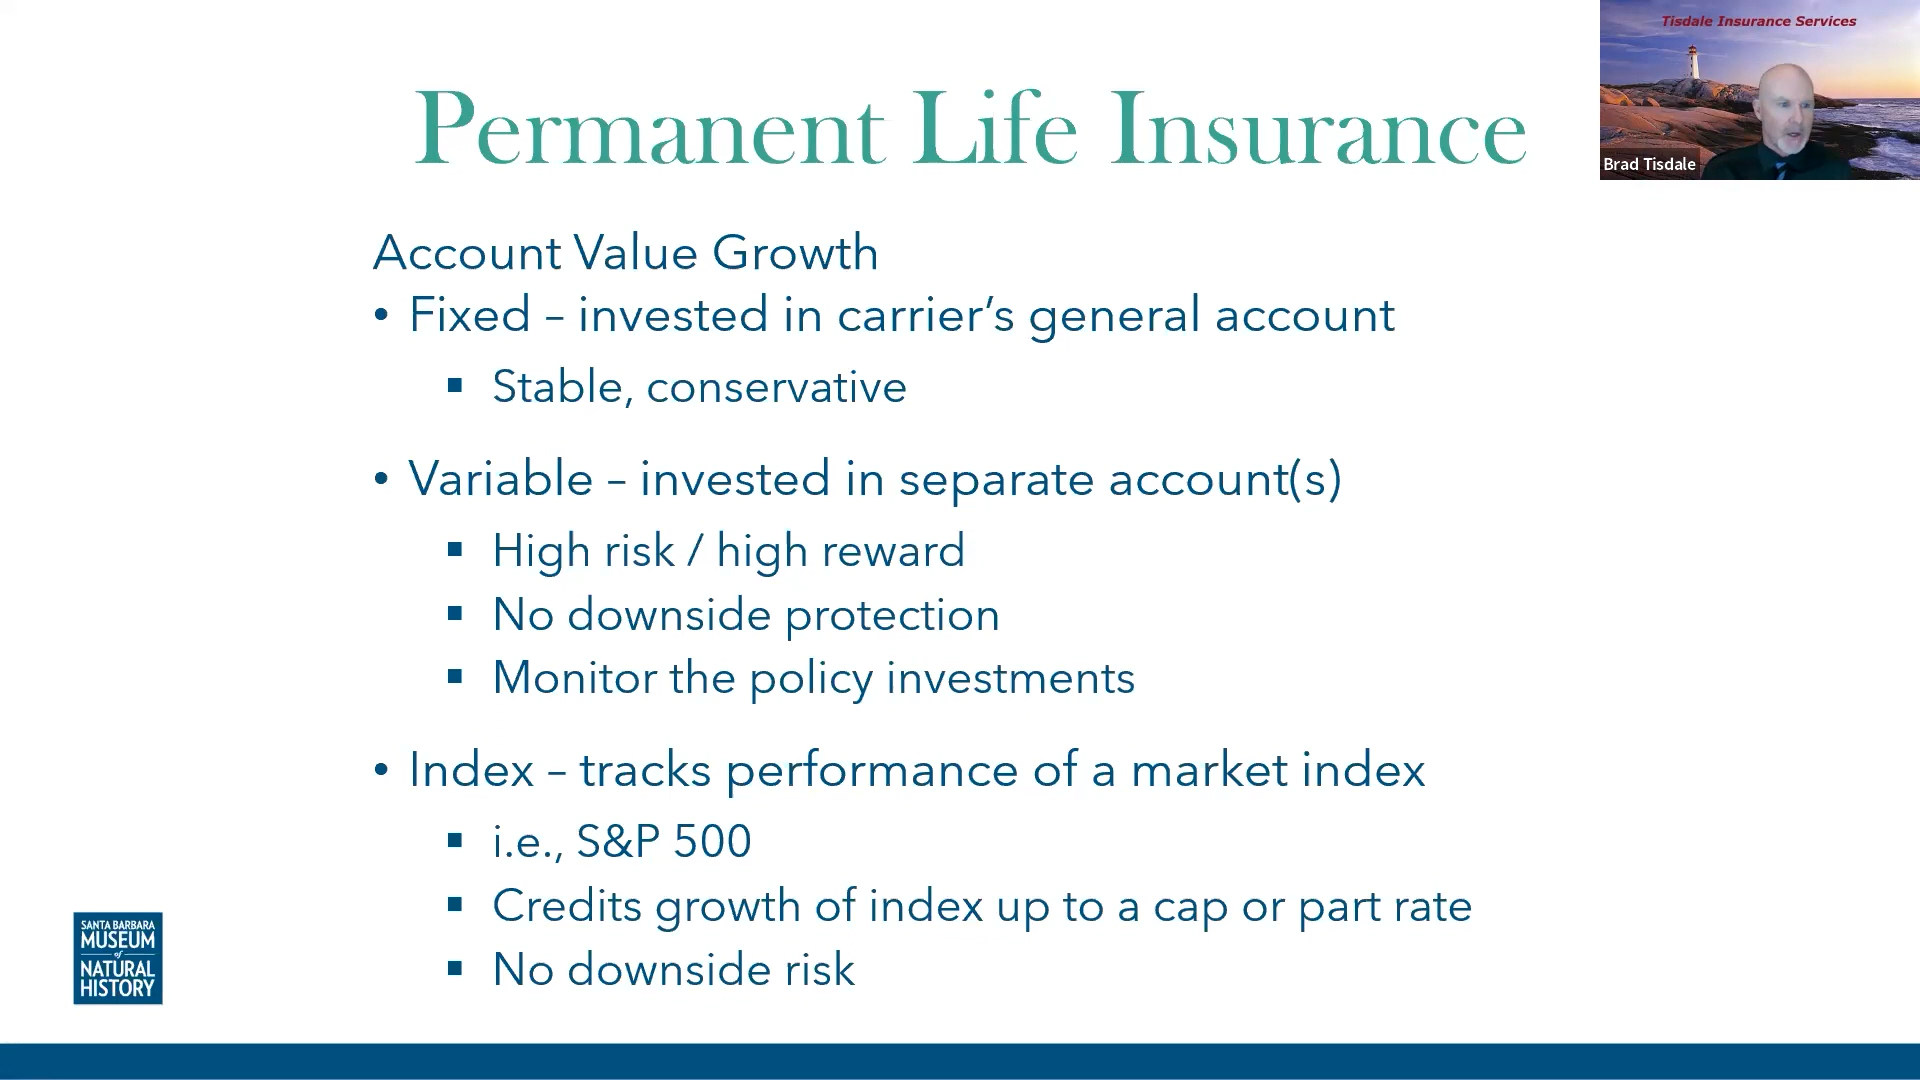 Tisdale Insurance Services
Brad Tisdale
Permanent Life Insurance
Account Value Growth
• Fixed – invested in carrier’s general account
▪ Stable, conservative
• Variable – invested in separate account(s)
▪ High risk / high reward
▪ No downside protection
▪ Monitor the policy investments
• Index – tracks performance of a market index
▪ i.e., S&P 500
▪ Credits growth of index up to a cap or part rate
▪ No downside risk
SANTA BARBARA
MUSEUM
of
NATURAL
HISTORY